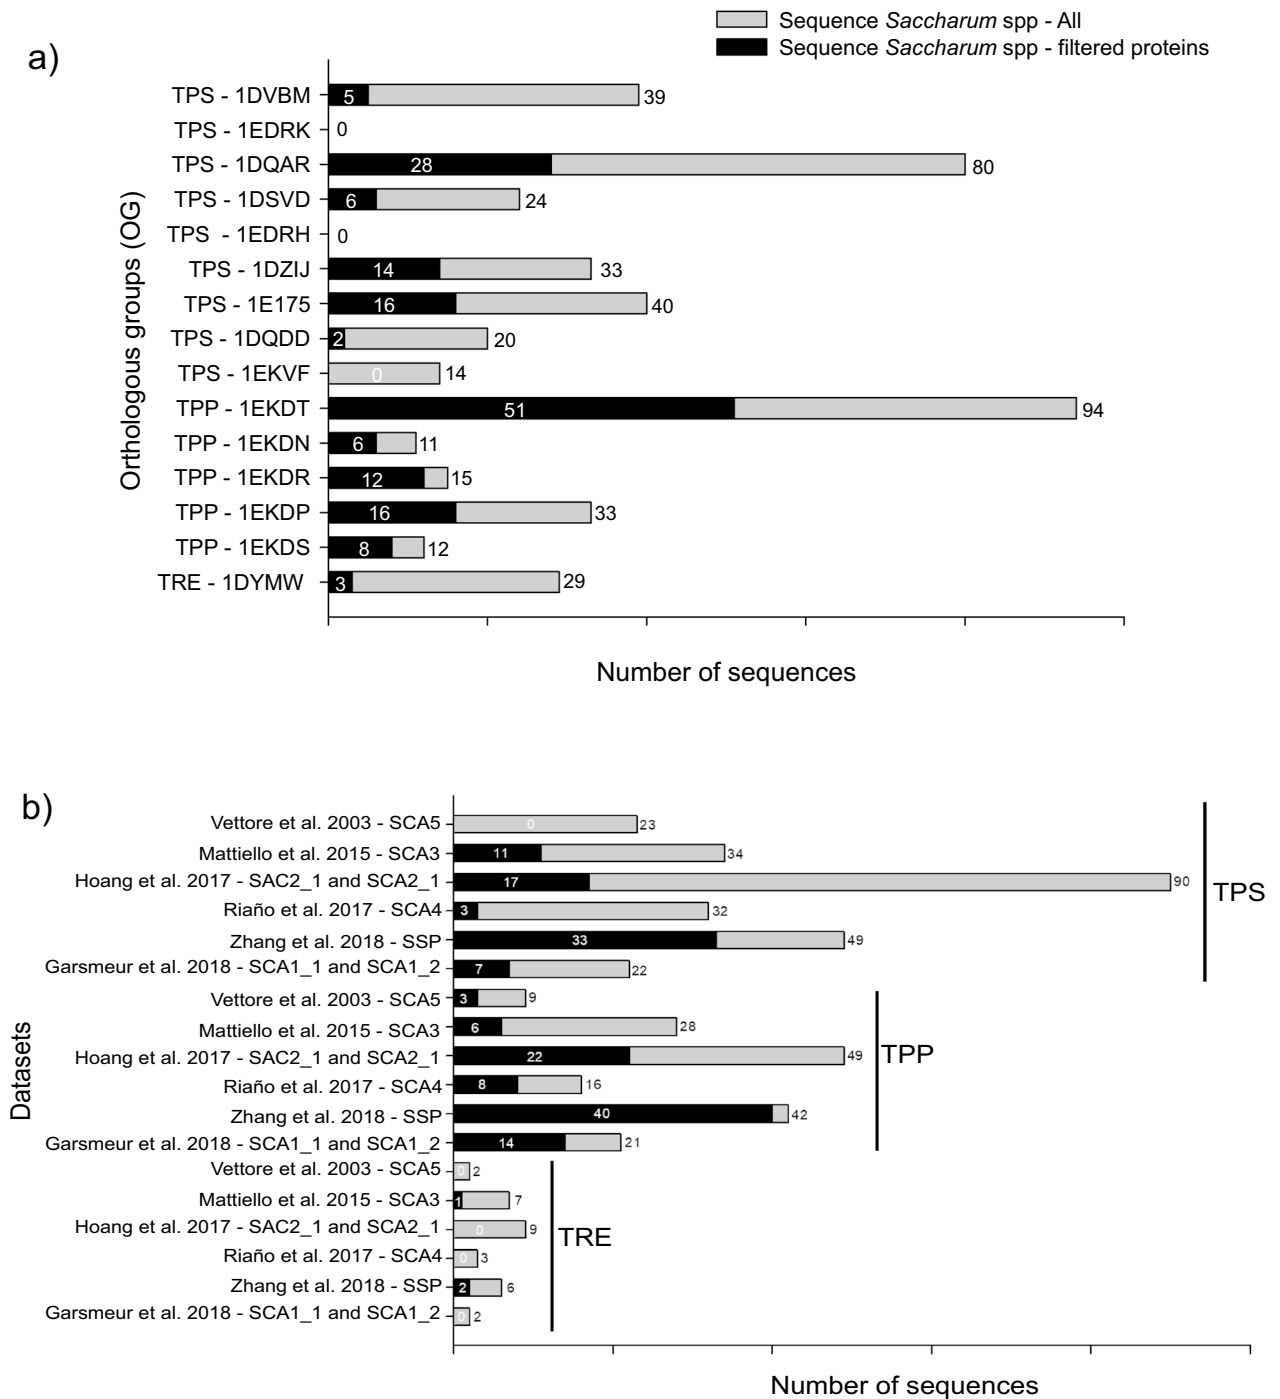 Sequence Saccharum spp - All
Sequence Saccharum spp - filtered proteins
a)
Orthologous groups (OG)
TPS - 1DVBM 5 39
TPS - 1EDRK 0
TPS - 1DQAR 28 80
TPS - 1DSVD 6 24
TPS - 1EDRH 0
TPS - 1DZIJ 14 33
TPS - 1E175 16 40
TPS - 1DQDD 2 20
TPS - 1EKVF 0 14
TPP - 1EKDT 51 94
TPP - 1EKDN 6 11
TPP - 1EKDR 12 15
TPP - 1EKDP 16 33
TPP - 1EKDS 8 12
TRE - 1DYMW 3 29
Number of sequences
b)
Datasets
Vettore et al. 2003 - SCA5 0 23
Mattiello et al. 2015 - SCA3 11 34
Hoang et al. 2017 - SAC2_1 and SCA2_1 17 90
TPS
Riaño et al. 2017 - SCA4 3 32
Zhang et al. 2018 - SSP 33 49
Garsmeur et al. 2018 - SCA1_1 and SCA1_2 7 22
Vettore et al. 2003 - SCA5 3 9
Mattiello et al. 2015 - SCA3 6 28
Hoang et al. 2017 - SAC2_1 and SCA2_1 22 49
TPP
Riaño et al. 2017 - SCA4 8 16
Zhang et al. 2018 - SSP 40 42
Garsmeur et al. 2018 - SCA1_1 and SCA1_2 14 21
Vettore et al. 2003 - SCA5 0 2
Mattiello et al. 2015 - SCA3 1 7
Hoang et al. 2017 - SAC2_1 and SCA2_1 0 9
TRE
Riaño et al. 2017 - SCA4 0 3
Zhang et al. 2018 - SSP 2 6
Garsmeur et al. 2018 - SCA1_1 and SCA1_2 0 2
Number of sequences